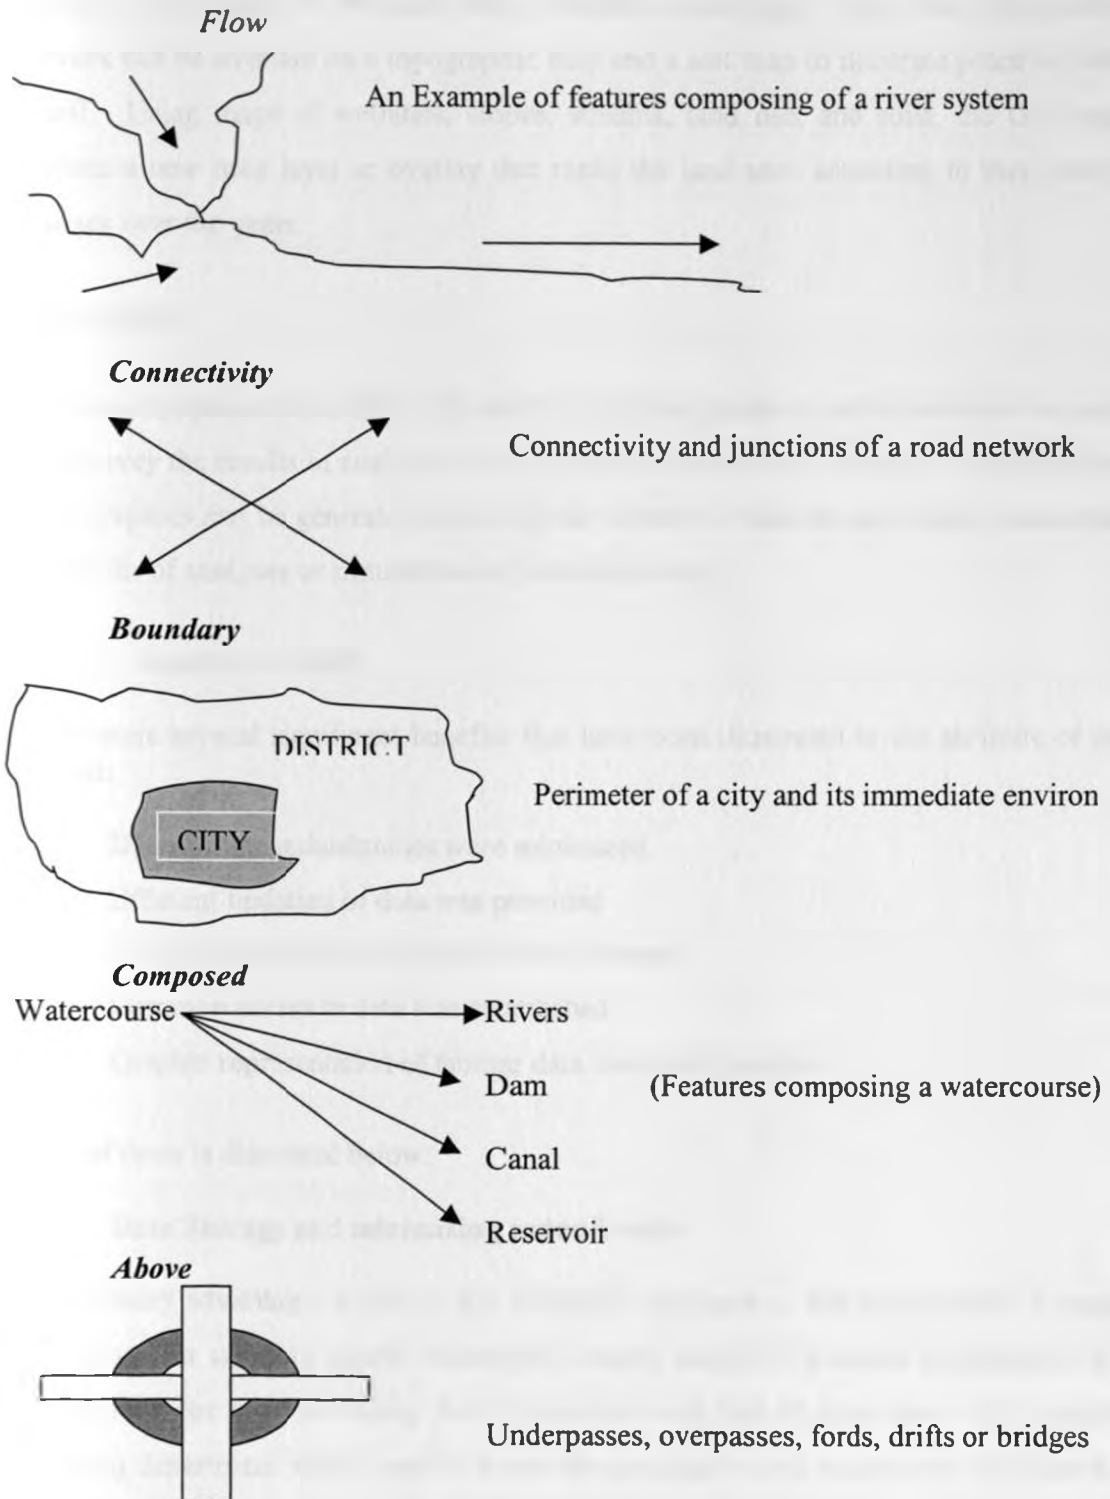 Flow
An Example of features composing of a river system
Connectivity
Connectivity and junctions of a road network
Boundary
DISTRICT
Perimeter of a city and its immediate environ
CITY
Composed
Watercourse Rivers
Dam (Features composing a watercourse)
Canal
Reservoir
Above
Underpasses, overpasses, fords, drifts or bridges